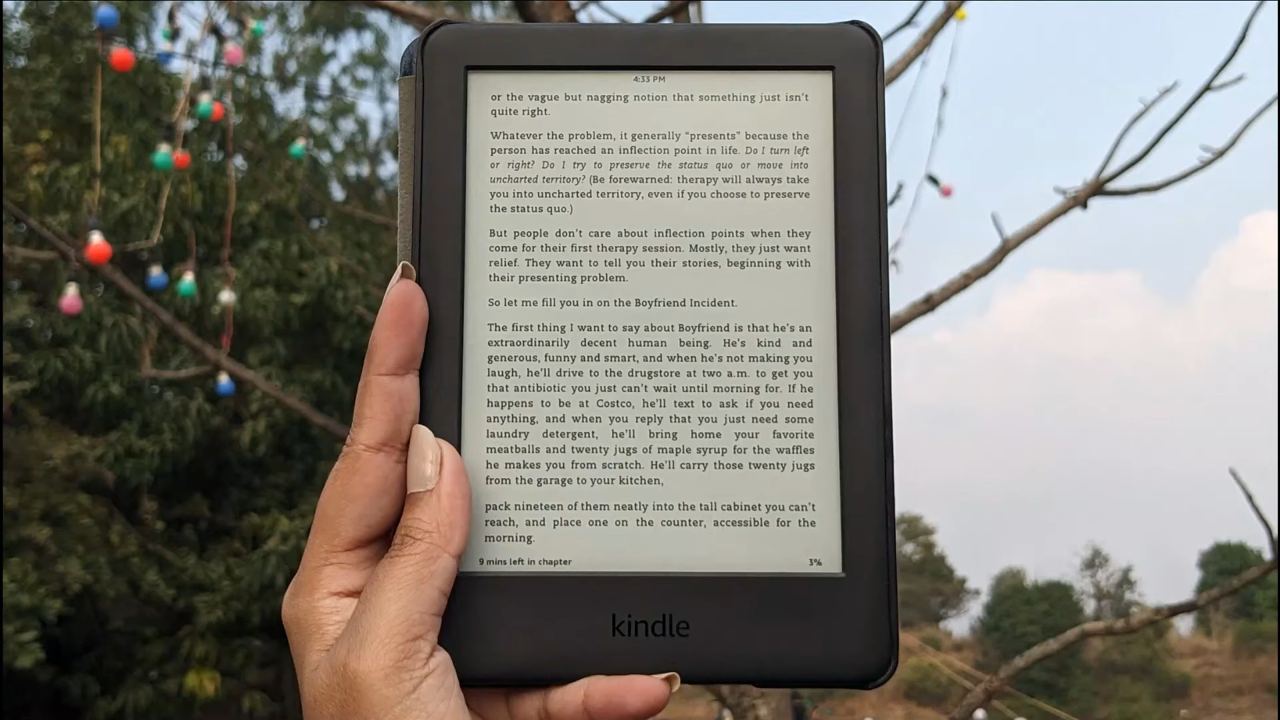 4:33 PM
or the vague but nagging notion that something just isn't
quite right.
Whatever the problem, it generally “presents” because the
person has reached an inflection point in life. Do I turn left
or right? Do I try to preserve the status quo or move into
uncharted territory? (Be forewarned: therapy will always take
you into uncharted territory, even if you choose to preserve
the status quo.)
But people don't care about inflection points when they
come for their first therapy session. Mostly, they just want
relief. They want to tell you their stories, beginning with
their presenting problem.
So let me fill you in on the Boyfriend Incident.
The first thing I want to say about Boyfriend is that he's an
extraordinarily decent human being. He's kind and
generous, funny and smart, and when he's not making you
laugh, he'll drive to the drugstore at two a.m. to get you
that antibiotic you just can't wait until morning for. If he
happens to be at Costco, he'll text to ask if you need
anything, and when you reply that you just need some
laundry detergent, he'll bring home your favorite
meatballs and twenty jugs of maple syrup for the waffles
he makes you from scratch. He'll carry those twenty jugs
from the garage to your kitchen,
pack nineteen of them neatly into the tall cabinet you can't
reach, and place one on the counter, accessible for the
morning.
9 mins left in chapter 3%
kindle